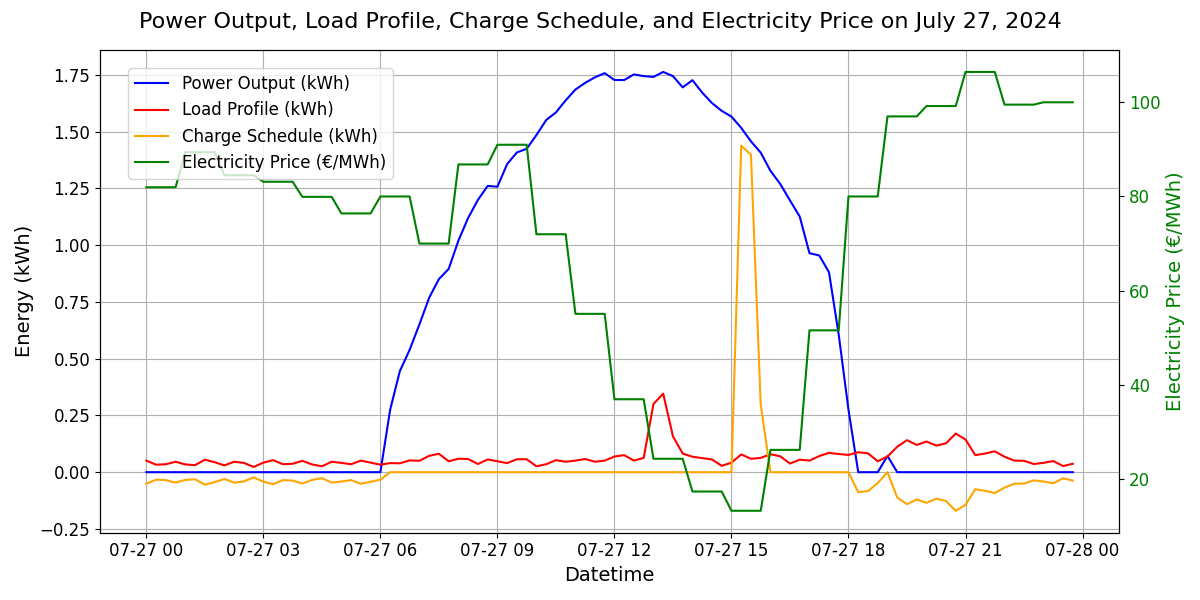 Power Output, Load Profile, Charge Schedule, and Electricity Price on July 27, 2024
Power Output (kWh)
Load Profile (kWh)
Charge Schedule (kWh)
Electricity Price (€/MWh)
Energy (kWh)
1.75
1.50
1.25
1.00
0.75
0.50
0.25
0.00
−0.25
100
80
60
40
20
Electricity Price (€/MWh)
07-27 00 07-27 03 07-27 06 07-27 09 07-27 12 07-27 15 07-27 18 07-27 21 07-28 00
Datetime